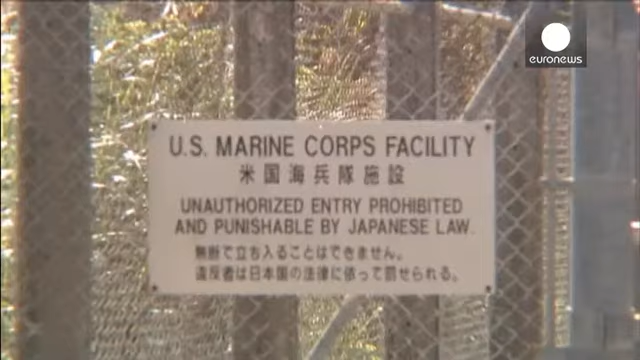 euronews
U.S. MARINE CORPS FACILITY
米国海兵隊施設
UNAUTHORIZED ENTRY PROHIBITED
AND PUNISHABLE BY JAPANESE LAW.
無断で立ち入ることはできません。
違反者は日本国の法律に依って罰せられる。